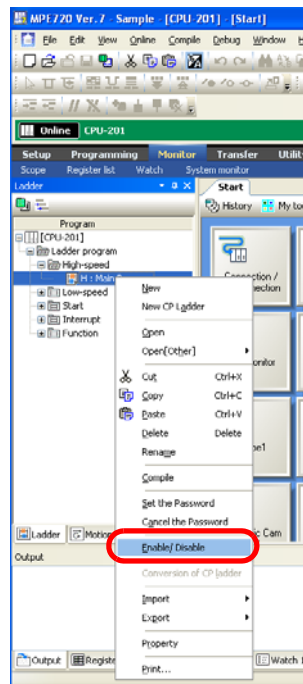 MPE720 Ver.7 - Sample - [CPU-201] - [Start]
File Edit View Online Compile Debug Window
Online CPU-201
Setup Programming Monitor Transfer
Scope Register list Watch System monitor
Ladder
Start
History My
Program
[CPU-201]
Ladder program
High-speed
H : Main
Low-speed
Start
Interrupt
Function
New
New CP Ladder
Open
Open[Other]
Cut Ctrl+X
Copy Ctrl+C
Paste Ctrl+V
Delete Delete
Rename
Compile
Set the Password
Cancel the Password
Enable/ Disable
Conversion of CP ladder
Import
Export
Property
Print...
Ladder Motion
Output
Output
Watch 1